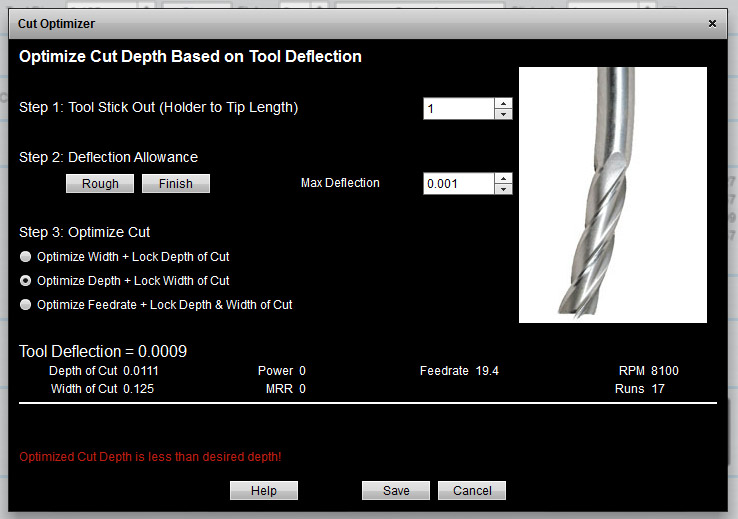 Cut Optimizer ×
Optimize Cut Depth Based on Tool Deflection
Step 1: Tool Stick Out (Holder to Tip Length) 1
Step 2: Deflection Allowance
Rough Finish Max Deflection 0.001
Step 3: Optimize Cut
Optimize Width + Lock Depth of Cut
Optimize Depth + Lock Width of Cut
Optimize Feedrate + Lock Depth & Width of Cut
Tool Deflection = 0.0009
Depth of Cut 0.0111 Power 0 Feedrate 19.4 RPM 8100
Width of Cut 0.125 MRR 0 Runs 17
Optimized Cut Depth is less than desired depth!
Help Save Cancel